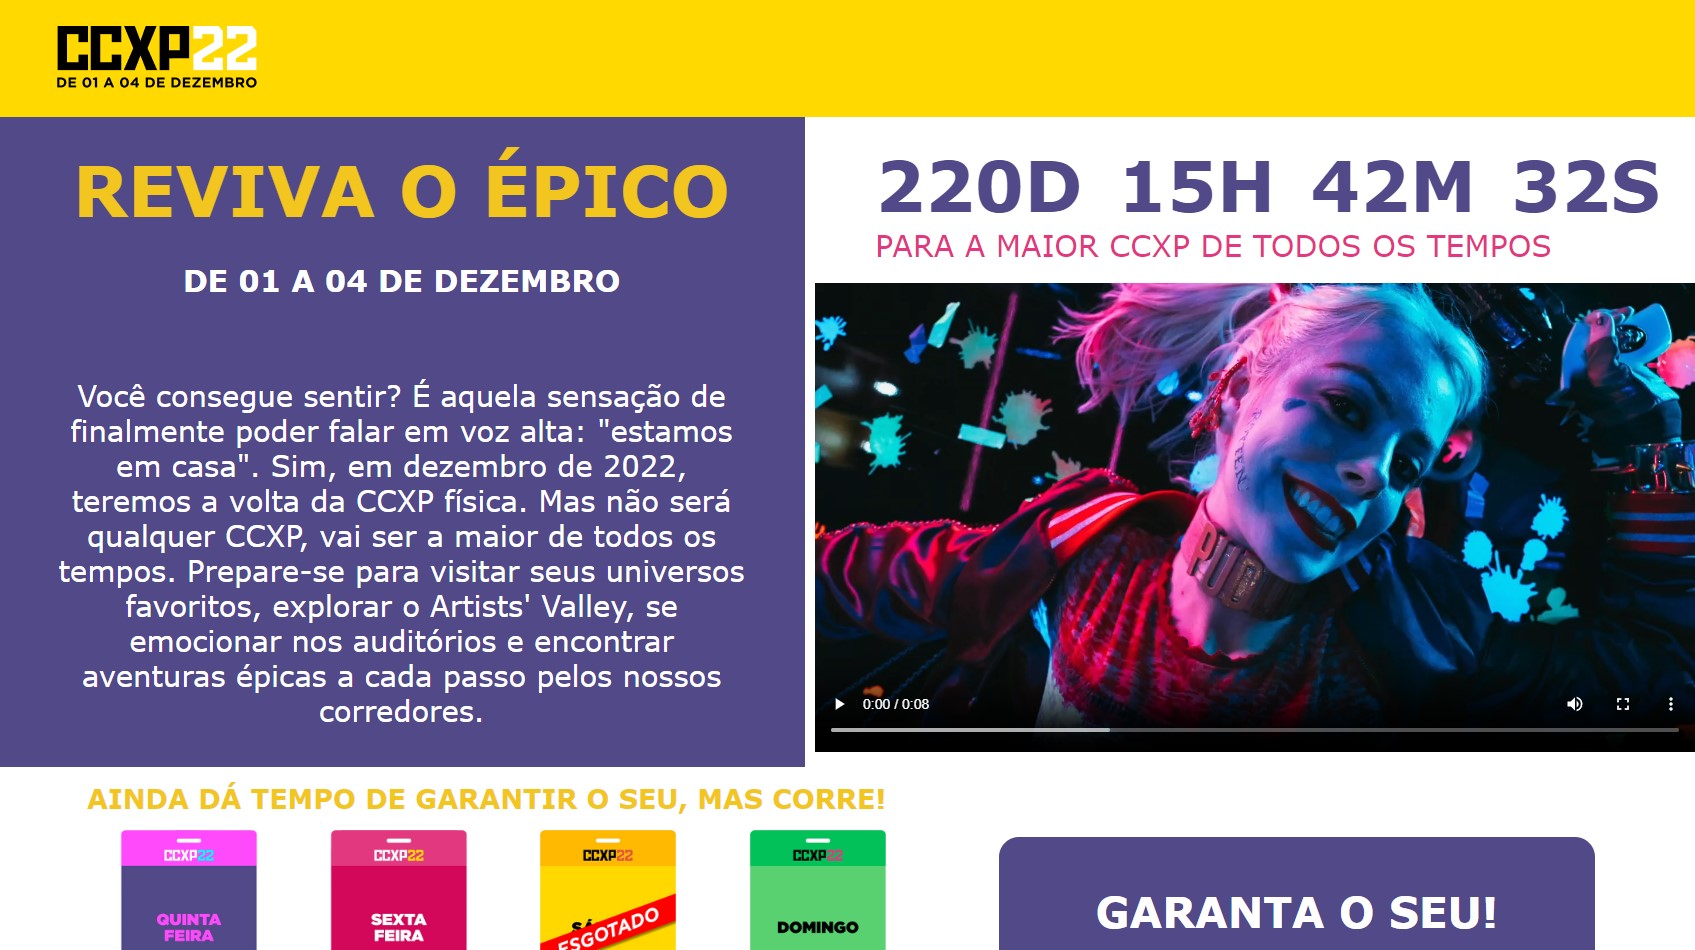 CCXP22
DE 01 A 04 DE DEZEMBRO
REVIVA O ÉPICO
DE 01 A 04 DE DEZEMBRO
Você consegue sentir? É aquela sensação de
finalmente poder falar em voz alta: "estamos
em casa". Sim, em dezembro de 2022,
teremos a volta da CCXP física. Mas não será
qualquer CCXP, vai ser a maior de todos os
tempos. Prepare-se para visitar seus universos
favoritos, explorar o Artists' Valley, se
emocionar nos auditórios e encontrar
aventuras épicas a cada passo pelos nossos
corredores.
220D 15H 42M 32S
PARA A MAIOR CCXP DE TODOS OS TEMPOS
0:00 / 0:08
AINDA DÁ TEMPO DE GARANTIR O SEU, MAS CORRE!
CCXP22
QUINTA
FEIRA
CCXP22
SEXTA
FEIRA
CCXP22
ESGOTADO
CCXP22
DOMINGO
GARANTA O SEU!